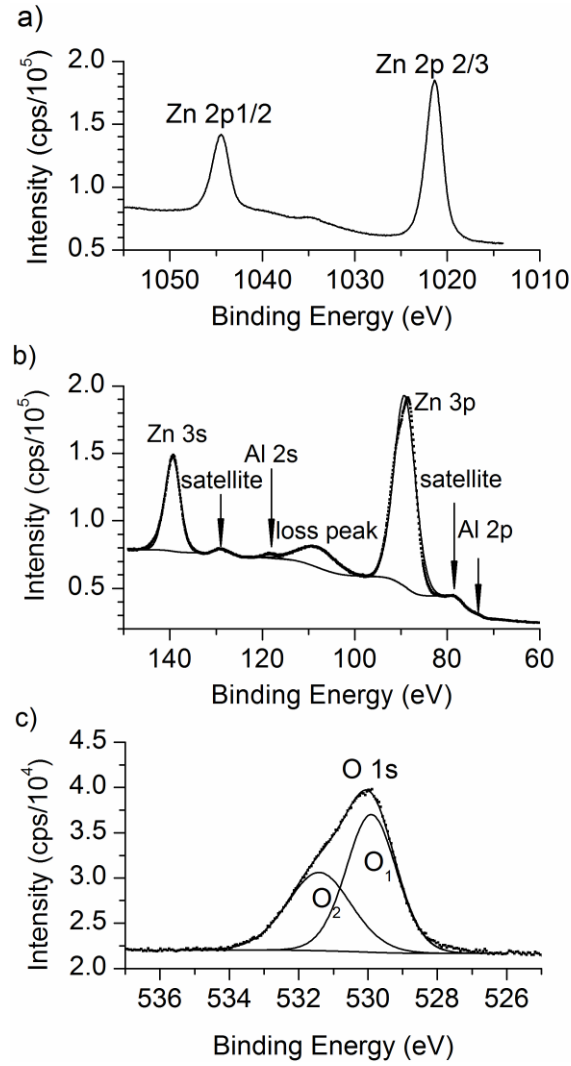 a)
Zn 2p 2/3
Zn 2p1/2
2.0
1.5
1.0
0.5
Intensity (cps/10⁵)
1050 1040 1030 1020 1010
Binding Energy (eV)
b)
Zn 3p
Zn 3s
Al 2s
satellite
satellite
loss peak
Al 2p
2.0
1.5
1.0
0.5
Intensity (cps/10⁵)
140 120 100 80 60
Binding Energy (eV)
c)
O 1s
O₁
O₂
4.5
4.0
3.5
3.0
2.5
2.0
Intensity (cps/10⁴)
536 534 532 530 528 526
Binding Energy (eV)